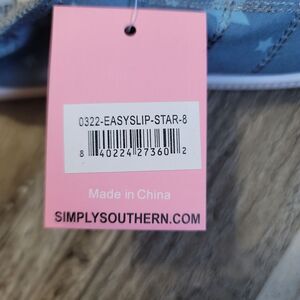 0322-EASYSLIP-STAR-8
8 40224 27360 2
Made in China
SIMPLYSOUTHERN.COM